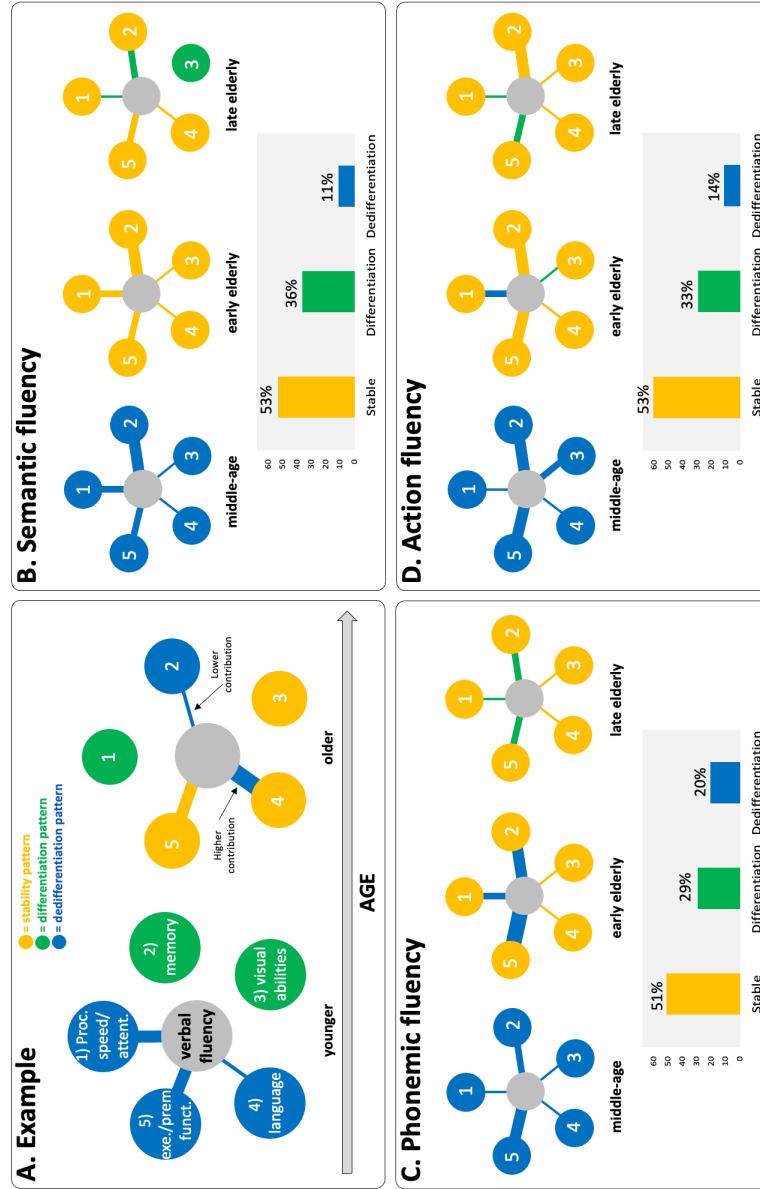 A. Example
= stability pattern
= differentiation pattern
= dedifferentiation pattern
1) Proc.
speed/
attent.
2)
memory
3) visual
abilities
4)
language
5)
exe./prem
funct.
verbal
fluency
younger
1
2
3
4
5
Lower
contribution
Higher
contribution
older
AGE
B. Semantic fluency
1
2
3
4
5
middle-age
1
2
3
4
5
early elderly
1
2
3
4
5
late elderly
60
50
40
30
20
10
0
53%
36%
11%
Stable
Differentiation
Dedifferentiation
C. Phonemic fluency
1
2
3
4
5
middle-age
1
2
3
4
5
early elderly
1
2
3
4
5
late elderly
60
50
40
30
20
10
0
51%
29%
20%
Stable
Differentiation
Dedifferentiation
D. Action fluency
1
2
3
4
5
middle-age
1
2
3
4
5
early elderly
1
2
3
4
5
late elderly
60
50
40
30
20
10
0
53%
33%
14%
Stable
Differentiation
Dedifferentiation